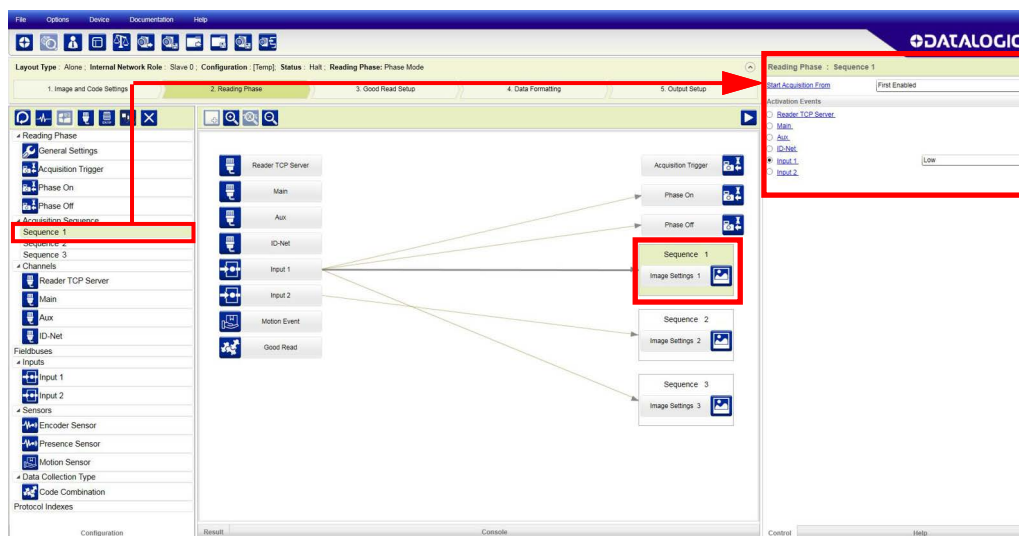 File Options Device Documentation Help
DATALOGIC
Layout Type : Alone ; Internal Network Role : Slave 0 ; Configuration : [Temp]; Status : Halt ; Reading Phase: Phase Mode
1. Image and Code Settings
2. Reading Phase
3. Good Read Setup
4. Data Formatting
5. Output Setup
Reading Phase
General Settings
Acquisition Trigger
Phase On
Phase Off
Acquisition Sequence
Sequence 1
Sequence 2
Sequence 3
Channels
Reader TCP Server
Main
Aux
ID-Net
Fieldbuses
Inputs
Input 1
Input 2
Sensors
Encoder Sensor
Presence Sensor
Motion Sensor
Data Collection Type
Code Combination
Protocol Indexes
Configuration
Reader TCP Server
Main
Aux
ID-Net
Input 1
Input 2
Motion Event
Good Read
Acquisition Trigger
Phase On
Phase Off
Sequence 1
Image Settings 1
Sequence 2
Image Settings 2
Sequence 3
Image Settings 3
Result
Console
Reading Phase : Sequence 1
Start Acquisition From First Enabled
Activation Events
Reader TCP Server
Main
Aux
ID-Net
Input 1 Low
Input 2
Control
Help